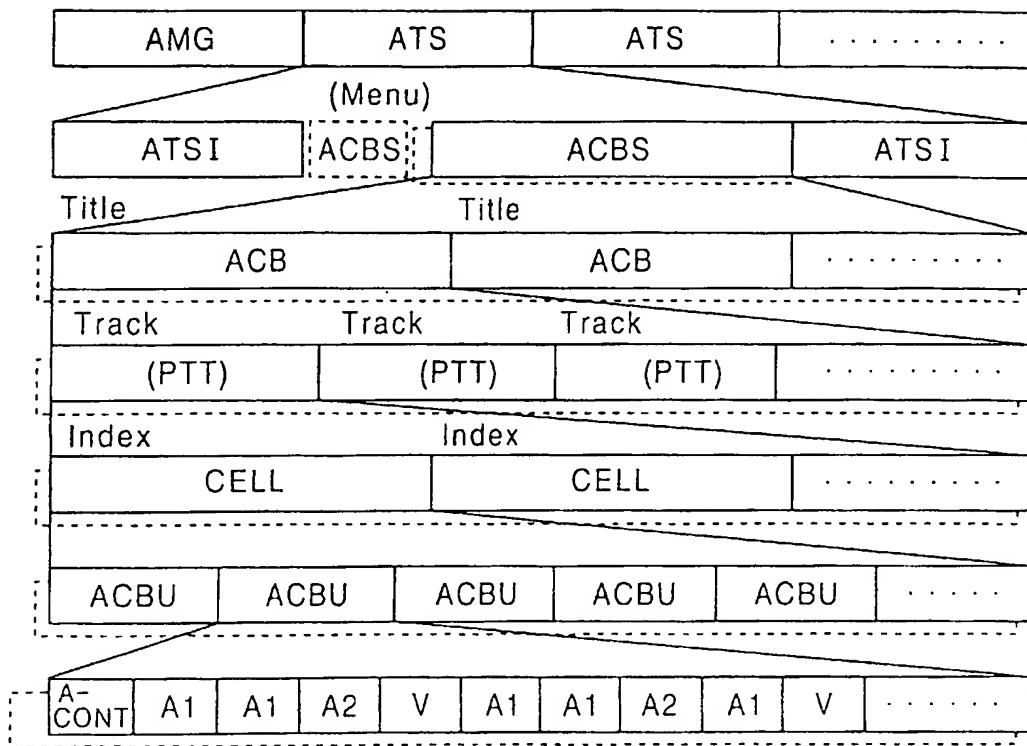 AMG ATS ATS .........
(Menu)
ATSI ACBS ACBS ATSI
Title Title
ACB ACB .........
Track Track Track
(PTT) (PTT) (PTT) .........
Index Index
CELL CELL .........
ACBU ACBU ACBU ACBU ACBU .....
A-
CONT A1 A1 A2 V A1 A1 A2 A1 V ......